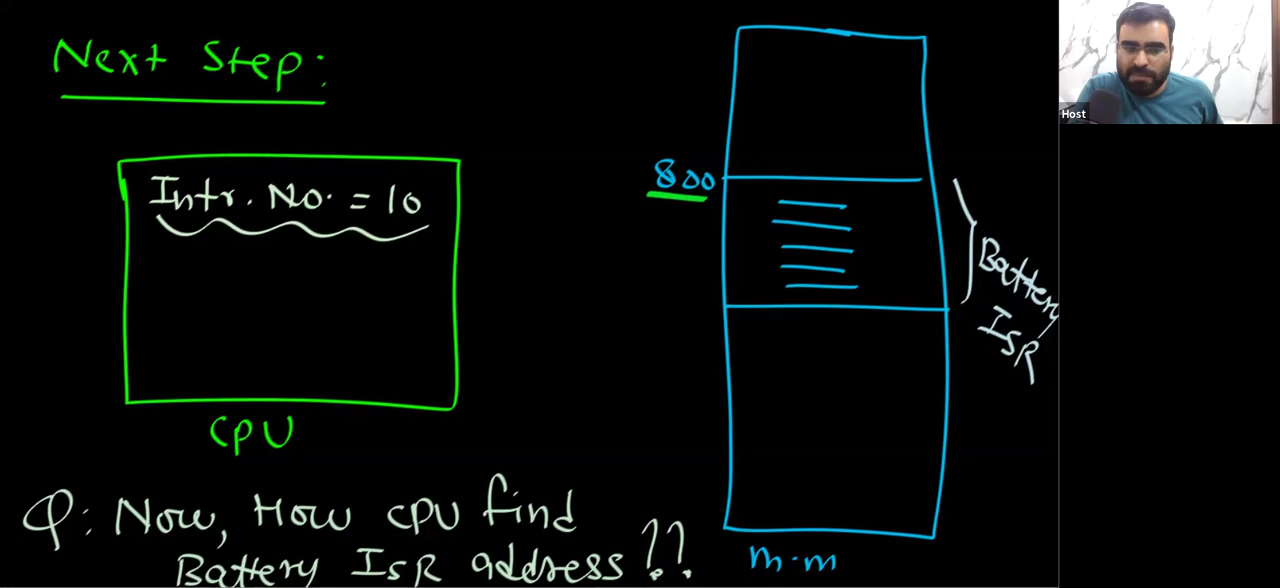 Next Step:
Intr. No. = 10
CPU
800
Battery
ISR
m.m
Q: Now, How CPU find
Battery ISR address??
Host